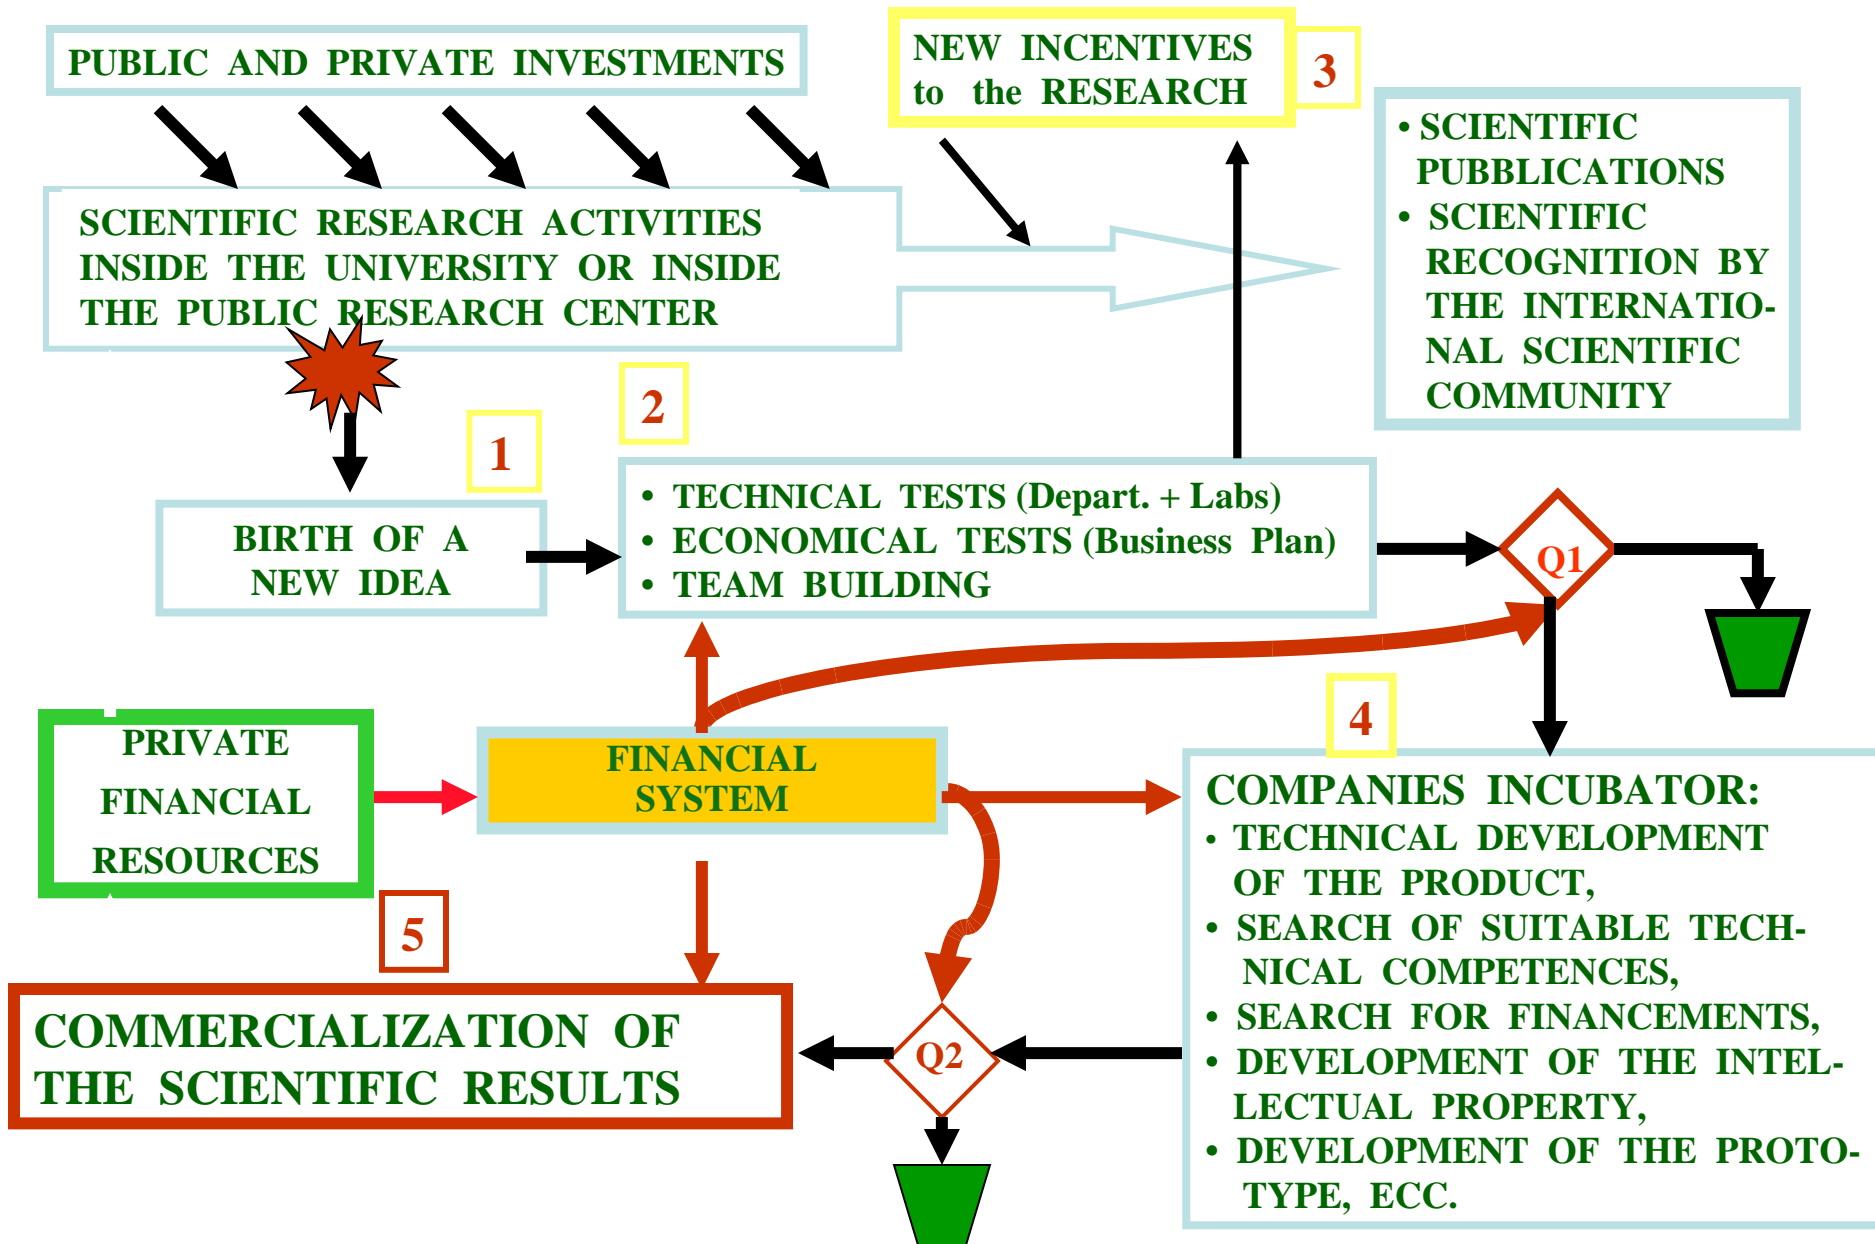 PUBLIC AND PRIVATE INVESTMENTS
NEW INCENTIVES
to the RESEARCH
3
• SCIENTIFIC
PUBBLICATIONS
• SCIENTIFIC
RECOGNITION BY
THE INTERNATIO-
NAL SCIENTIFIC
COMMUNITY
SCIENTIFIC RESEARCH ACTIVITIES
INSIDE THE UNIVERSITY OR INSIDE
THE PUBLIC RESEARCH CENTER
1
2
BIRTH OF A
NEW IDEA
• TECHNICAL TESTS (Depart. + Labs)
• ECONOMICAL TESTS (Business Plan)
• TEAM BUILDING
Q1
PRIVATE
FINANCIAL
RESOURCES
FINANCIAL
SYSTEM
4
COMPANIES INCUBATOR:
• TECHNICAL DEVELOPMENT
OF THE PRODUCT,
• SEARCH OF SUITABLE TECH-
NICAL COMPETENCES,
• SEARCH FOR FINANCEMENTS,
• DEVELOPMENT OF THE INTEL-
LECTUAL PROPERTY,
• DEVELOPMENT OF THE PROTO-
TYPE, ECC.
5
COMMERCIALIZATION OF
THE SCIENTIFIC RESULTS
Q2